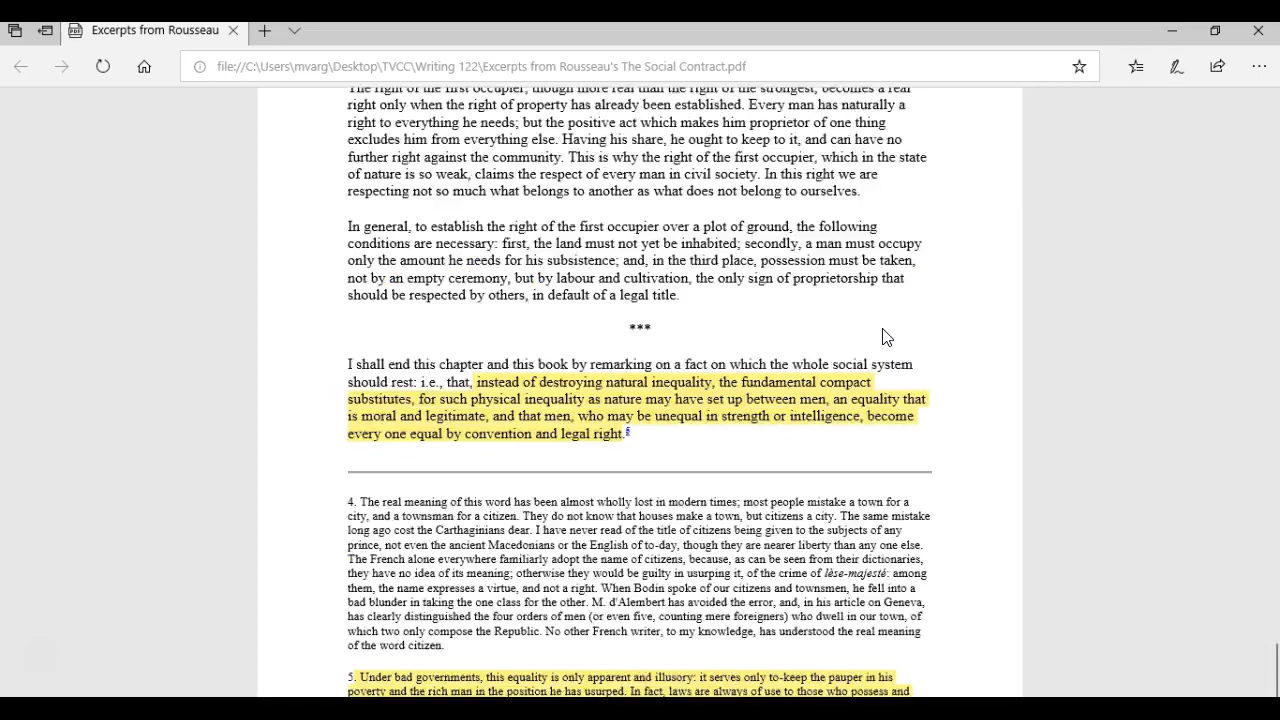 Excerpts from Rousseau
file://C:\Users\mvarg\Desktop\TVCC\Writing 122\Excerpts from Rousseau's The Social Contract.pdf
The right of the first occupier, though more real than the right of the strongest, becomes a real
right only when the right of property has already been established. Every man has naturally a
right to everything he needs; but the positive act which makes him proprietor of one thing
excludes him from everything else. Having his share, he ought to keep to it, and can have no
further right against the community. This is why the right of the first occupier, which in the state
of nature is so weak, claims the respect of every man in civil society. In this right we are
respecting not so much what belongs to another as what does not belong to ourselves.
In general, to establish the right of the first occupier over a plot of ground, the following
conditions are necessary: first, the land must not yet be inhabited; secondly, a man must occupy
only the amount he needs for his subsistence; and, in the third place, possession must be taken,
not by an empty ceremony, but by labour and cultivation, the only sign of proprietorship that
should be respected by others, in default of a legal title.
***
I shall end this chapter and this book by remarking on a fact on which the whole social system
should rest: i.e., that, instead of destroying natural inequality, the fundamental compact
substitutes, for such physical inequality as nature may have set up between men, an equality that
is moral and legitimate, and that men, who may be unequal in strength or intelligence, become
every one equal by convention and legal right.5
4. The real meaning of this word has been almost wholly lost in modern times; most people mistake a town for a
city, and a townsman for a citizen. They do not know that houses make a town, but citizens a city. The same mistake
long ago cost the Carthaginians dear. I have never read of the title of citizens being given to the subjects of any
prince, not even the ancient Macedonians or the English of to-day, though they are nearer liberty than any one else.
The French alone everywhere familiarly adopt the name of citizens, because, as can be seen from their dictionaries,
they have no idea of its meaning; otherwise they would be guilty in usurping it, of the crime of lèse-majesté: among
them, the name expresses a virtue, and not a right. When Bodin spoke of our citizens and townsmen, he fell into a
bad blunder in taking the one class for the other. M. d'Alembert has avoided the error, and, in his article on Geneva,
has clearly distinguished the four orders of men (or even five, counting mere foreigners) who dwell in our town, of
which two only compose the Republic. No other French writer, to my knowledge, has understood the real meaning
of the word citizen.
5. Under bad governments, this equality is only apparent and illusory: it serves only to-keep the pauper in his
poverty and the rich man in the position he has usurped. In fact, laws are always of use to those who possess and